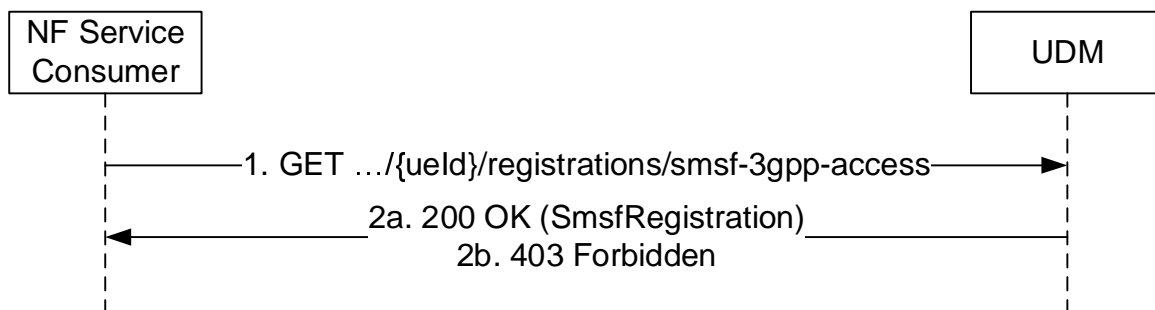 NF Service
Consumer
UDM
1. GET …/{ueId}/registrations/smsf-3gpp-access
2a. 200 OK (SmsfRegistration)
2b. 403 Forbidden